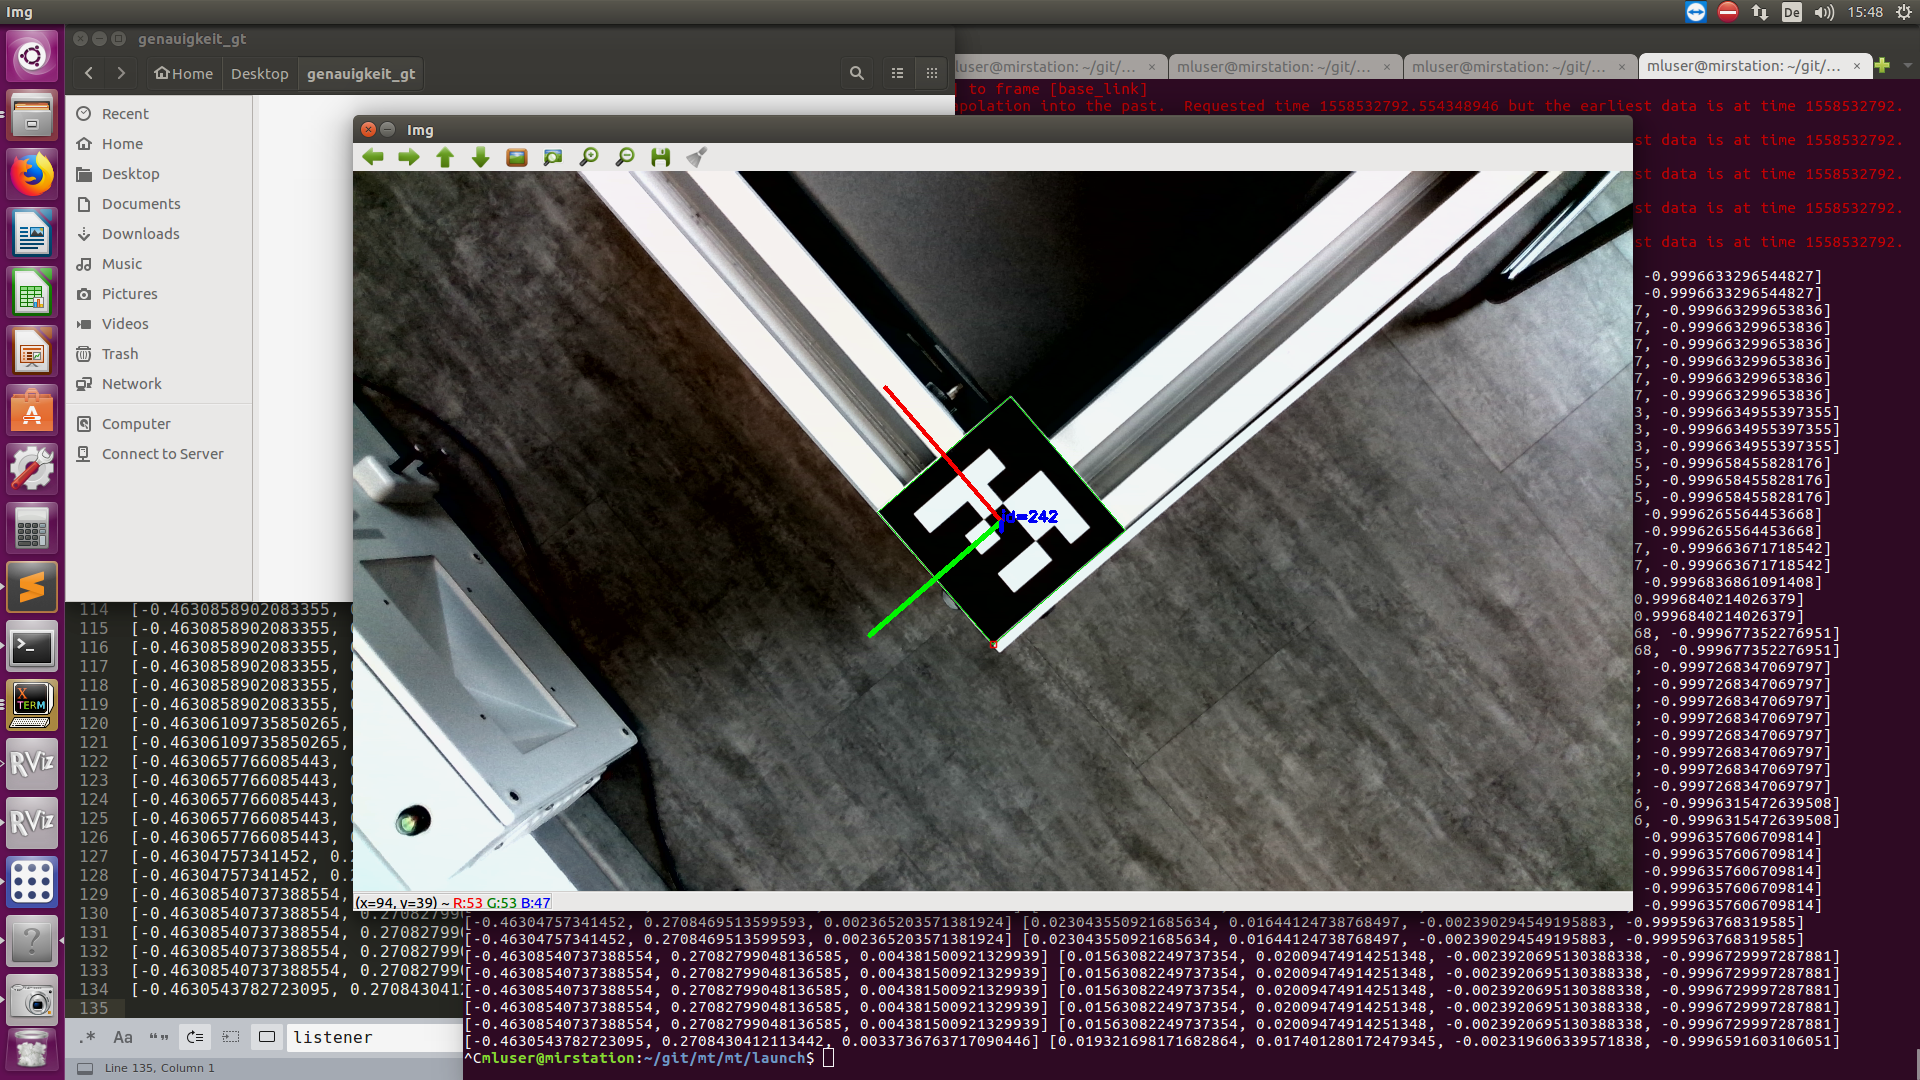 Img
De
15:48
genauigkeit_gt
Home
Desktop
genauigkeit_gt
mluser@mirstation: ~/git/...
mluser@mirstation: ~/git/...
mluser@mirstation: ~/git/...
to frame [base_link]
Requested time 1558532792.554348946 but the earliest data is at time 1558532792.
st data is at time 1558532792.
st data is at time 1558532792.
st data is at time 1558532792.
st data is at time 1558532792.
Recent
Home
Desktop
Documents
Downloads
Music
Pictures
Videos
Trash
Network
Computer
Connect to Server
Img
Id=242
(x=94, y=39) ~ R:53 G:53 B:47
-0.9996633296544827]
-0.9996633296544827]
7, -0.999663299653836]
7, -0.999663299653836]
7, -0.999663299653836]
7, -0.999663299653836]
7, -0.999663299653836]
7, -0.999663299653836]
3, -0.9996634955397355]
3, -0.9996634955397355]
3, -0.9996634955397355]
5, -0.999658455828176]
5, -0.999658455828176]
5, -0.999658455828176]
-0.9996265564453668]
-0.9996265564453668]
7, -0.999663671718542]
7, -0.999663671718542]
-0.9996836861091408]
0.9996840214026379]
0.9996840214026379]
68, -0.999677352276951]
68, -0.999677352276951]
, -0.9997268347069797]
, -0.9997268347069797]
, -0.9997268347069797]
, -0.9997268347069797]
, -0.9997268347069797]
, -0.9997268347069797]
, -0.9997268347069797]
, -0.9997268347069797]
6, -0.9996315472639508]
6, -0.9996315472639508]
-0.9996357606709814]
-0.9996357606709814]
-0.9996357606709814]
-0.9996357606709814]
-0.9996357606709814]
114 [-0.4630858902083355,
115 [-0.4630858902083355,
116 [-0.4630858902083355,
117 [-0.4630858902083355,
118 [-0.4630858902083355,
119 [-0.4630858902083355,
120 [-0.46306109735850265,
121 [-0.46306109735850265,
122 [-0.4630657766085443,
123 [-0.4630657766085443,
124 [-0.4630657766085443,
125 [-0.4630657766085443,
126 [-0.4630657766085443,
127 [-0.46304757341452, 0.2
128 [-0.46304757341452, 0.2
129 [-0.46308540737388554,
130 [-0.46308540737388554, 0.27082799
131 [-0.46308540737388554, 0.27082799
132 [-0.46308540737388554, 0.27082799
133 [-0.46308540737388554, 0.27082799
134 [-0.4630543782723095, 0.270843041
135
[-0.46304757341452, 0.2708469513599593, 0.002365203571381924] [0.023043550921685634, 0.01644124738768497, -0.002390294549195883, -0.9995963768319585]
[-0.46304757341452, 0.2708469513599593, 0.002365203571381924] [0.023043550921685634, 0.01644124738768497, -0.002390294549195883, -0.9995963768319585]
[-0.46308540737388554, 0.27082799048136585, 0.004381500921329939] [0.01563082249737354, 0.02009474914251348, -0.0023920695130388338, -0.9996729997287881]
[-0.46308540737388554, 0.27082799048136585, 0.004381500921329939] [0.01563082249737354, 0.02009474914251348, -0.0023920695130388338, -0.9996729997287881]
[-0.46308540737388554, 0.27082799048136585, 0.004381500921329939] [0.01563082249737354, 0.02009474914251348, -0.0023920695130388338, -0.9996729997287881]
[-0.46308540737388554, 0.27082799048136585, 0.004381500921329939] [0.01563082249737354, 0.02009474914251348, -0.0023920695130388338, -0.9996729997287881]
[-0.46308540737388554, 0.27082799048136585, 0.004381500921329939] [0.01563082249737354, 0.02009474914251348, -0.0023920695130388338, -0.9996729997287881]
[-0.4630543782723095, 0.2708430412113442, 0.0033736763717090446] [0.019321698171682864, 0.017401280172479345, -0.002319606339571838, -0.9996591603106051]
^Cmluser@mirstation:~/git/mt/mt/launch$
.* Aa “”
listener
Line 135, Column 1
X
TERM
RViz
RViz